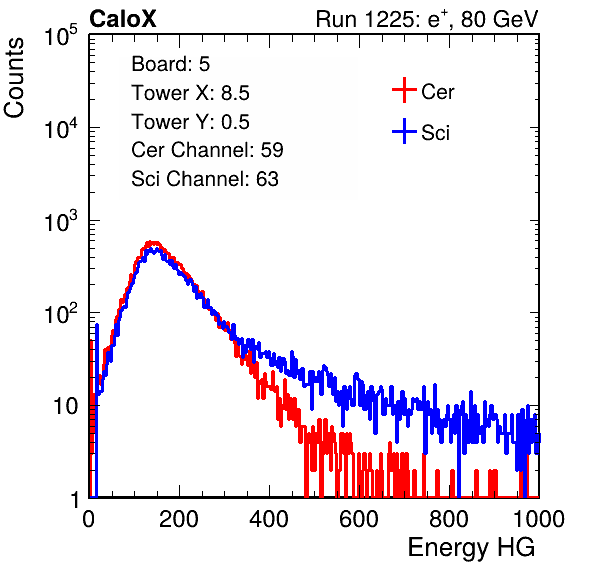 CaloX Run 1225: e⁺, 80 GeV
Board: 5
Tower X: 8.5
Tower Y: 0.5
Cer Channel: 59
Sci Channel: 63
Cer
Sci
Counts
10⁵
10⁴
10³
10²
10
1
0 200 400 600 800 1000
Energy HG